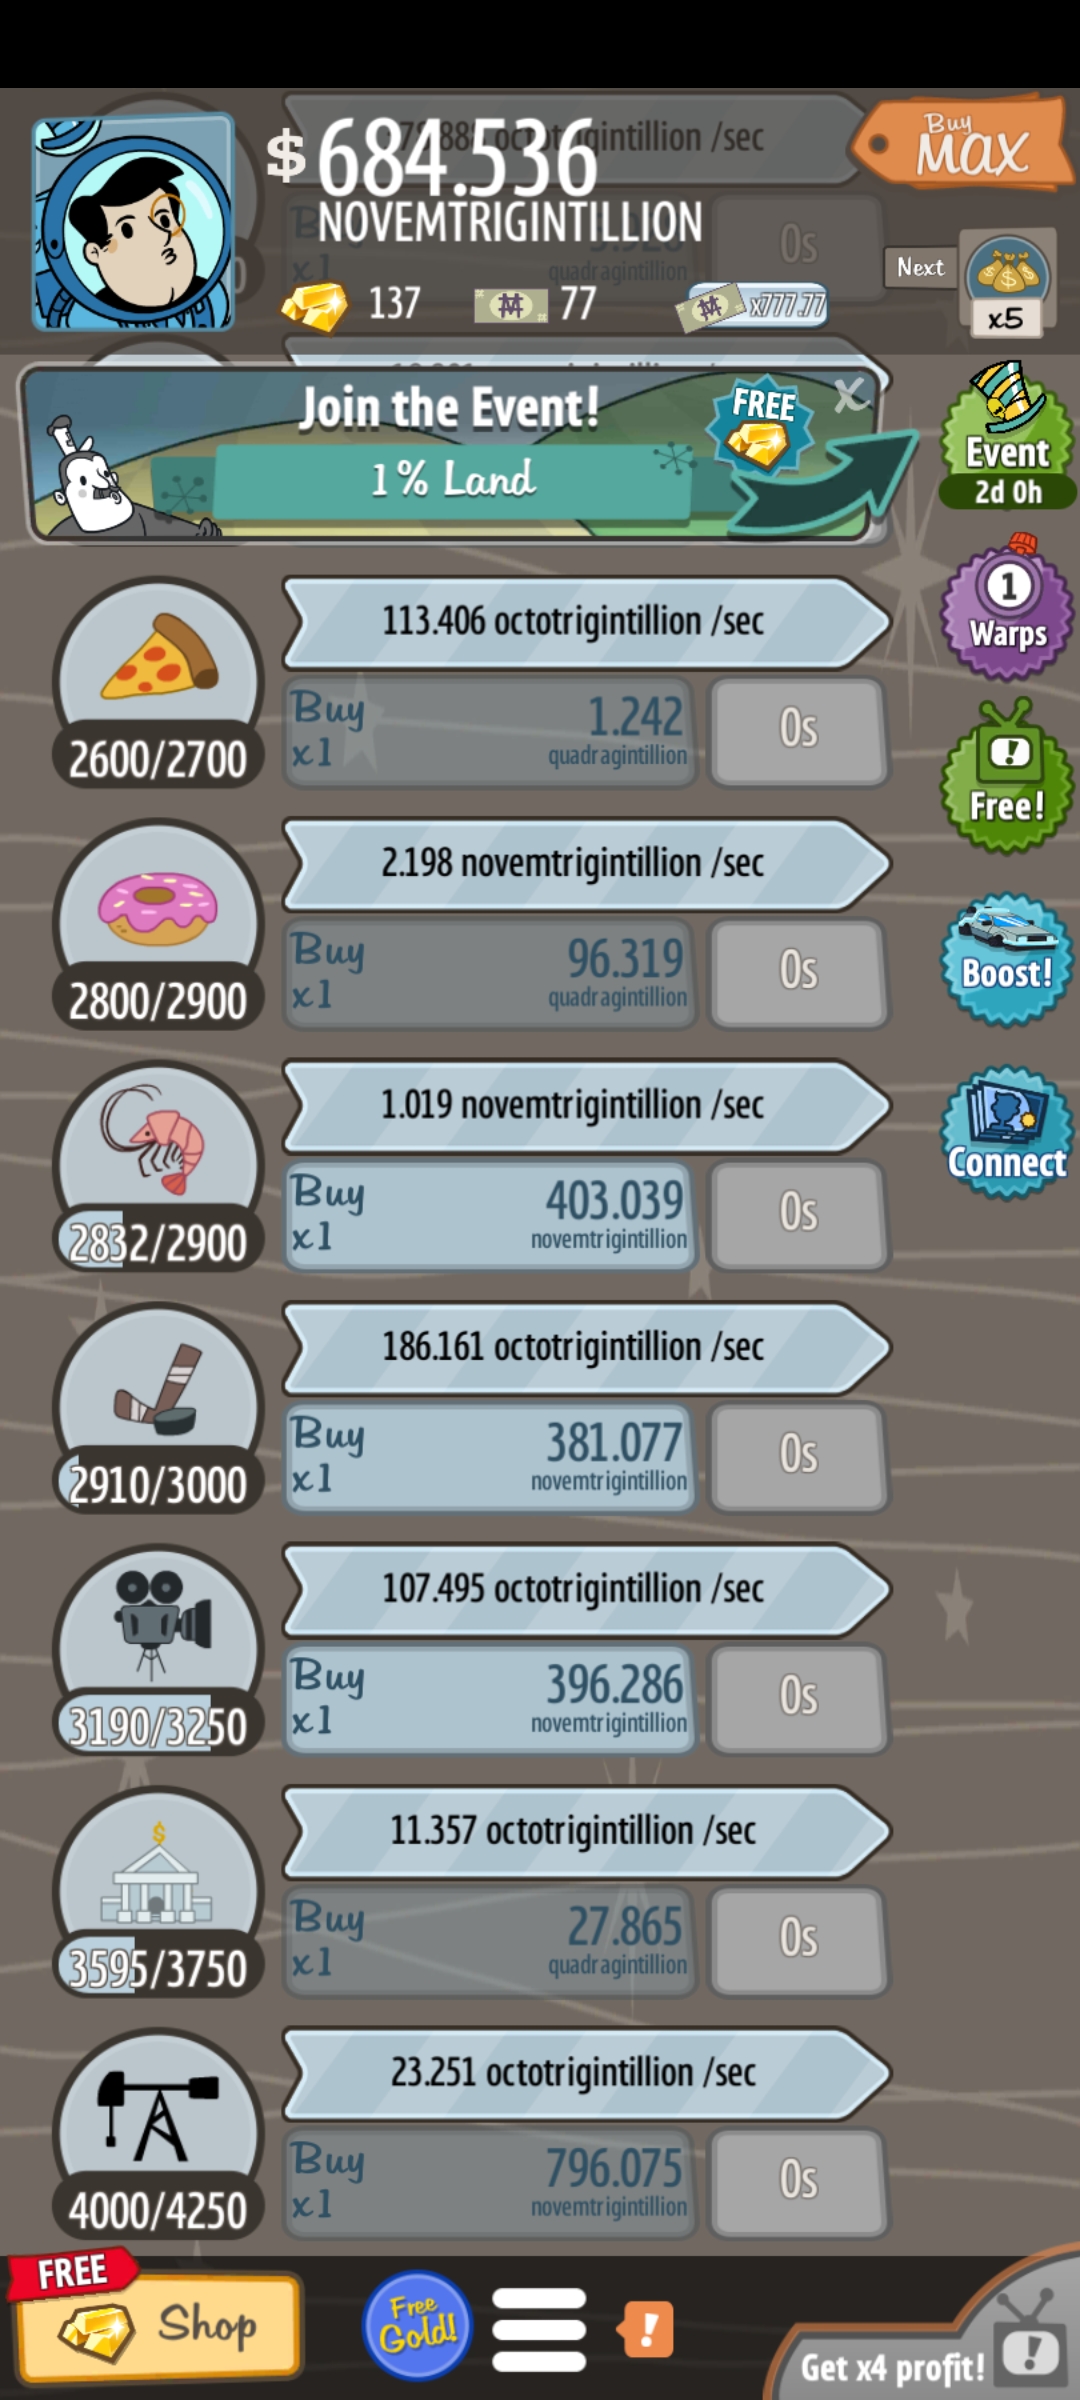 $ 684.536
NOVEMTRIGINTILLION
octotrigintillion /sec
Buy
MAX
quadragintillion
x1
0s
137
77
x777.77
Next
x5
Join the Event!
1% Land
FREE
X
Event
2d 0h
1
Warps
Free!
Boost!
Connect
113.406 octotrigintillion /sec
Buy
x1
1.242
quadragintillion
0s
2600/2700
2.198 novemtrigintillion /sec
Buy
x1
96.319
quadragintillion
0s
2800/2900
1.019 novemtrigintillion /sec
Buy
x1
403.039
novemtrigintillion
0s
2832/2900
186.161 octotrigintillion /sec
Buy
x1
381.077
novemtrigintillion
0s
2910/3000
107.495 octotrigintillion /sec
Buy
x1
396.286
novemtrigintillion
0s
3190/3250
11.357 octotrigintillion /sec
Buy
x1
27.865
quadragintillion
0s
3595/3750
23.251 octotrigintillion /sec
Buy
x1
796.075
novemtrigintillion
0s
4000/4250
FREE
Shop
Free
Gold!
!
Get x4 profit!